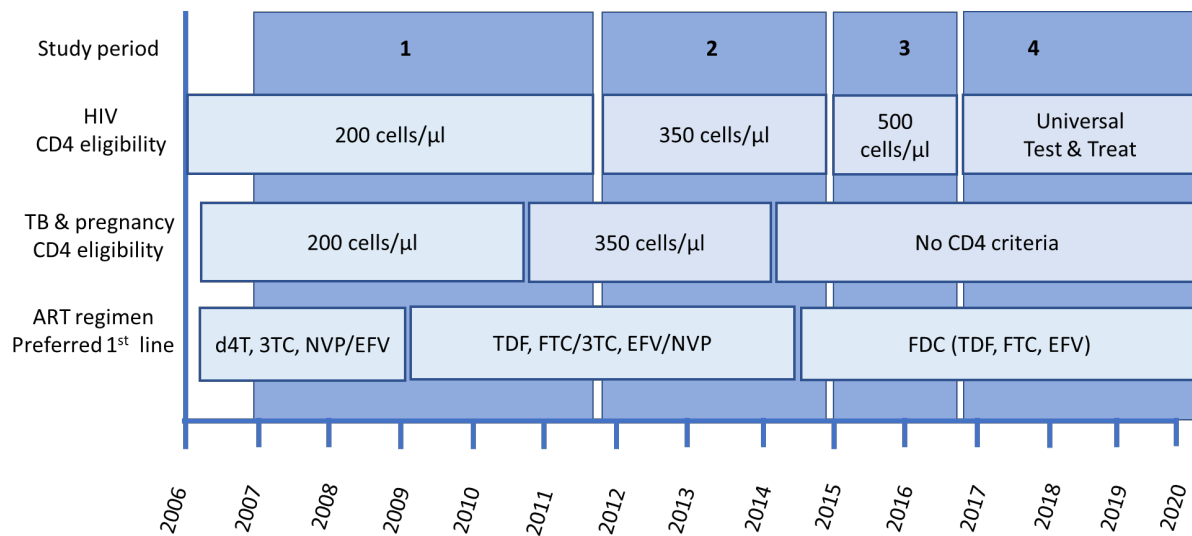 Study period
1
2
3
4
HIV
CD4 eligibility
200 cells/µl
350 cells/µl
500
cells/µl
Universal
Test & Treat
TB & pregnancy
CD4 eligibility
200 cells/µl
350 cells/µl
No CD4 criteria
ART regimen
Preferred 1st line
d4T, 3TC, NVP/EFV
TDF, FTC/3TC, EFV/NVP
FDC (TDF, FTC, EFV)
2006
2007
2008
2009
2010
2011
2012
2013
2014
2015
2016
2017
2018
2019
2020